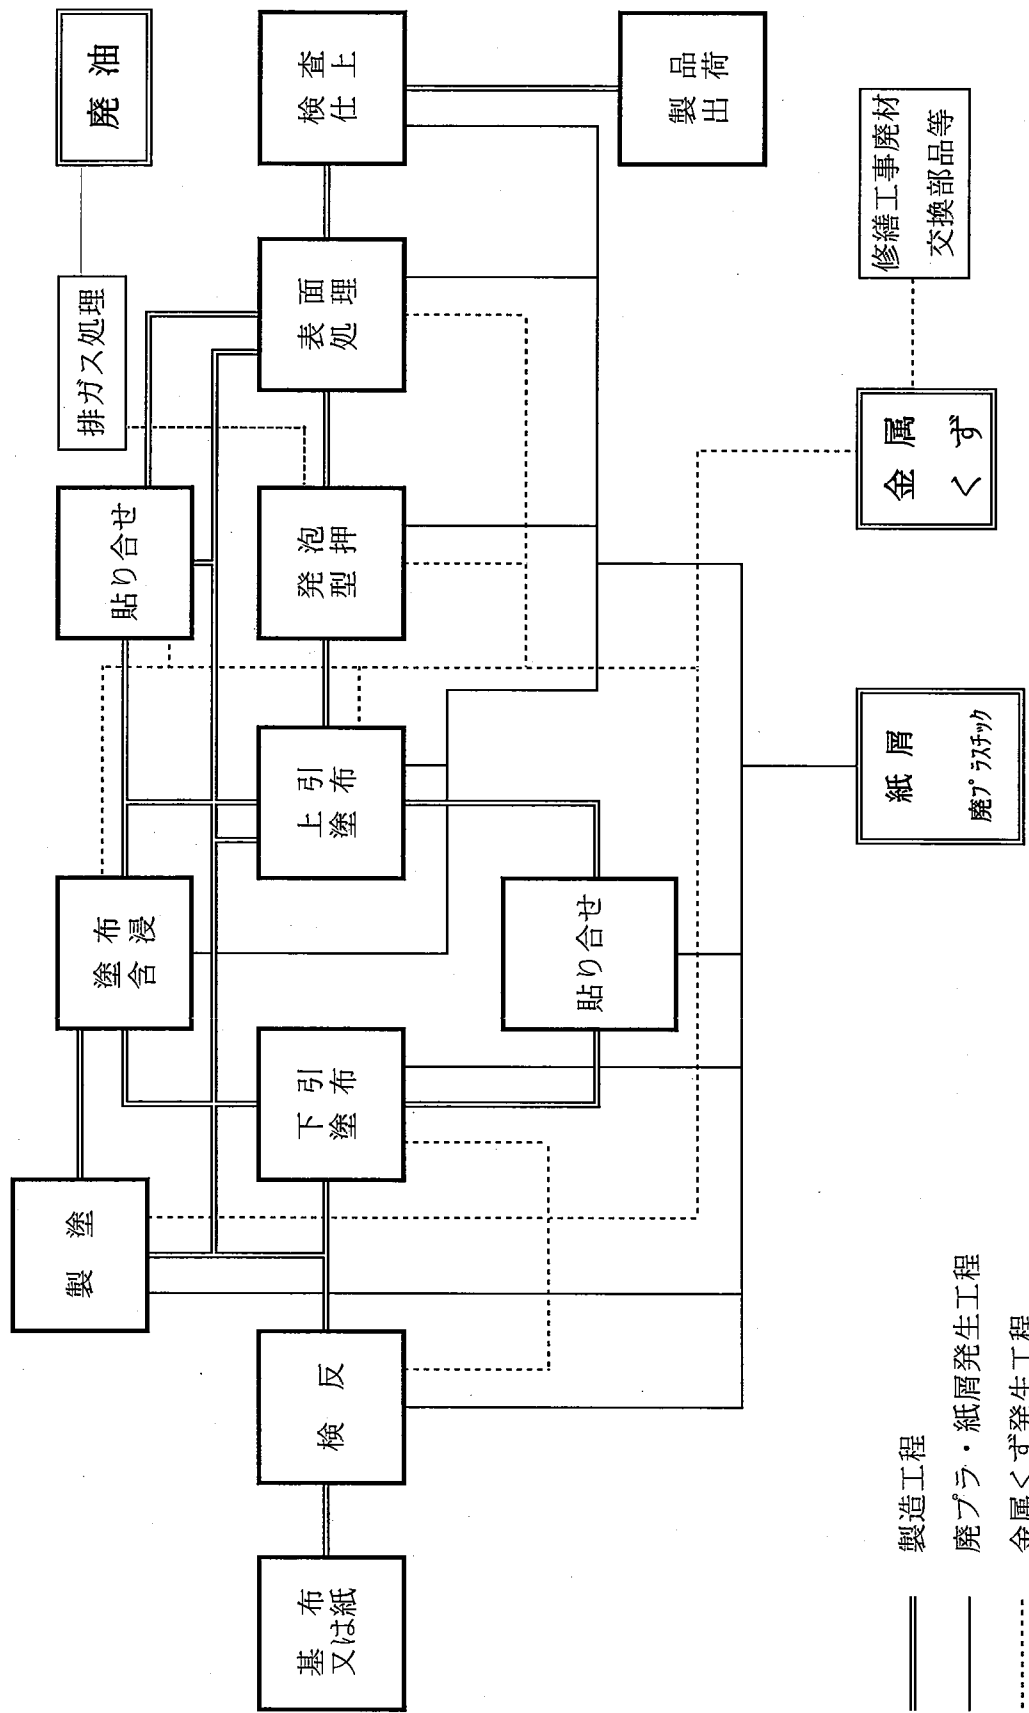 基布
又は紙
検反
製塗
下引
塗布
塗布
含浸
貼り合せ
上引
塗布
貼り合せ
発泡
型押
排ガス処理
廃油
表面
処理
検査
仕上
製品
出荷
紙屑
廃プラスチック
金属
くず
修繕工事廃材
交換部品等
製造工程
廃プラ・紙屑発生工程
金属くず発生工程